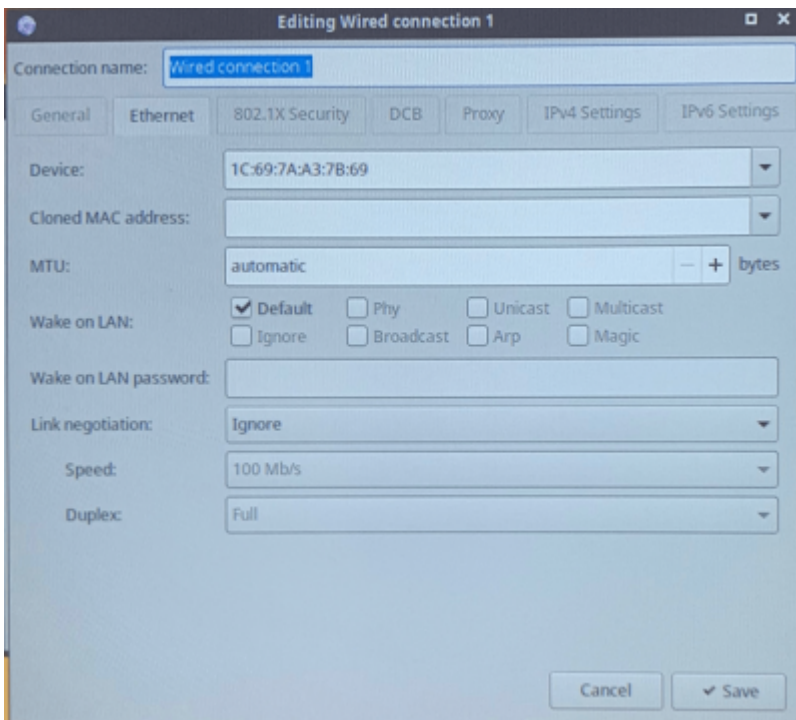 Editing Wired connection 1
Connection name: Wired connection 1
General Ethernet 802.1X Security DCB Proxy IPv4 Settings IPv6 Settings
Device: 1C:69:7A:A3:7B:69
Cloned MAC address:
MTU: automatic - + bytes
Wake on LAN:
Default Phy Unicast Multicast
Ignore Broadcast Arp Magic
Wake on LAN password:
Link negotiation: Ignore
Speed: 100 Mb/s
Duplex: Full
Cancel Save